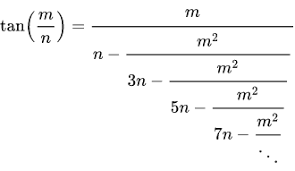 tan(m/n) = m
n − m²
3n − m²
5n − m²
7n − m²
⋱